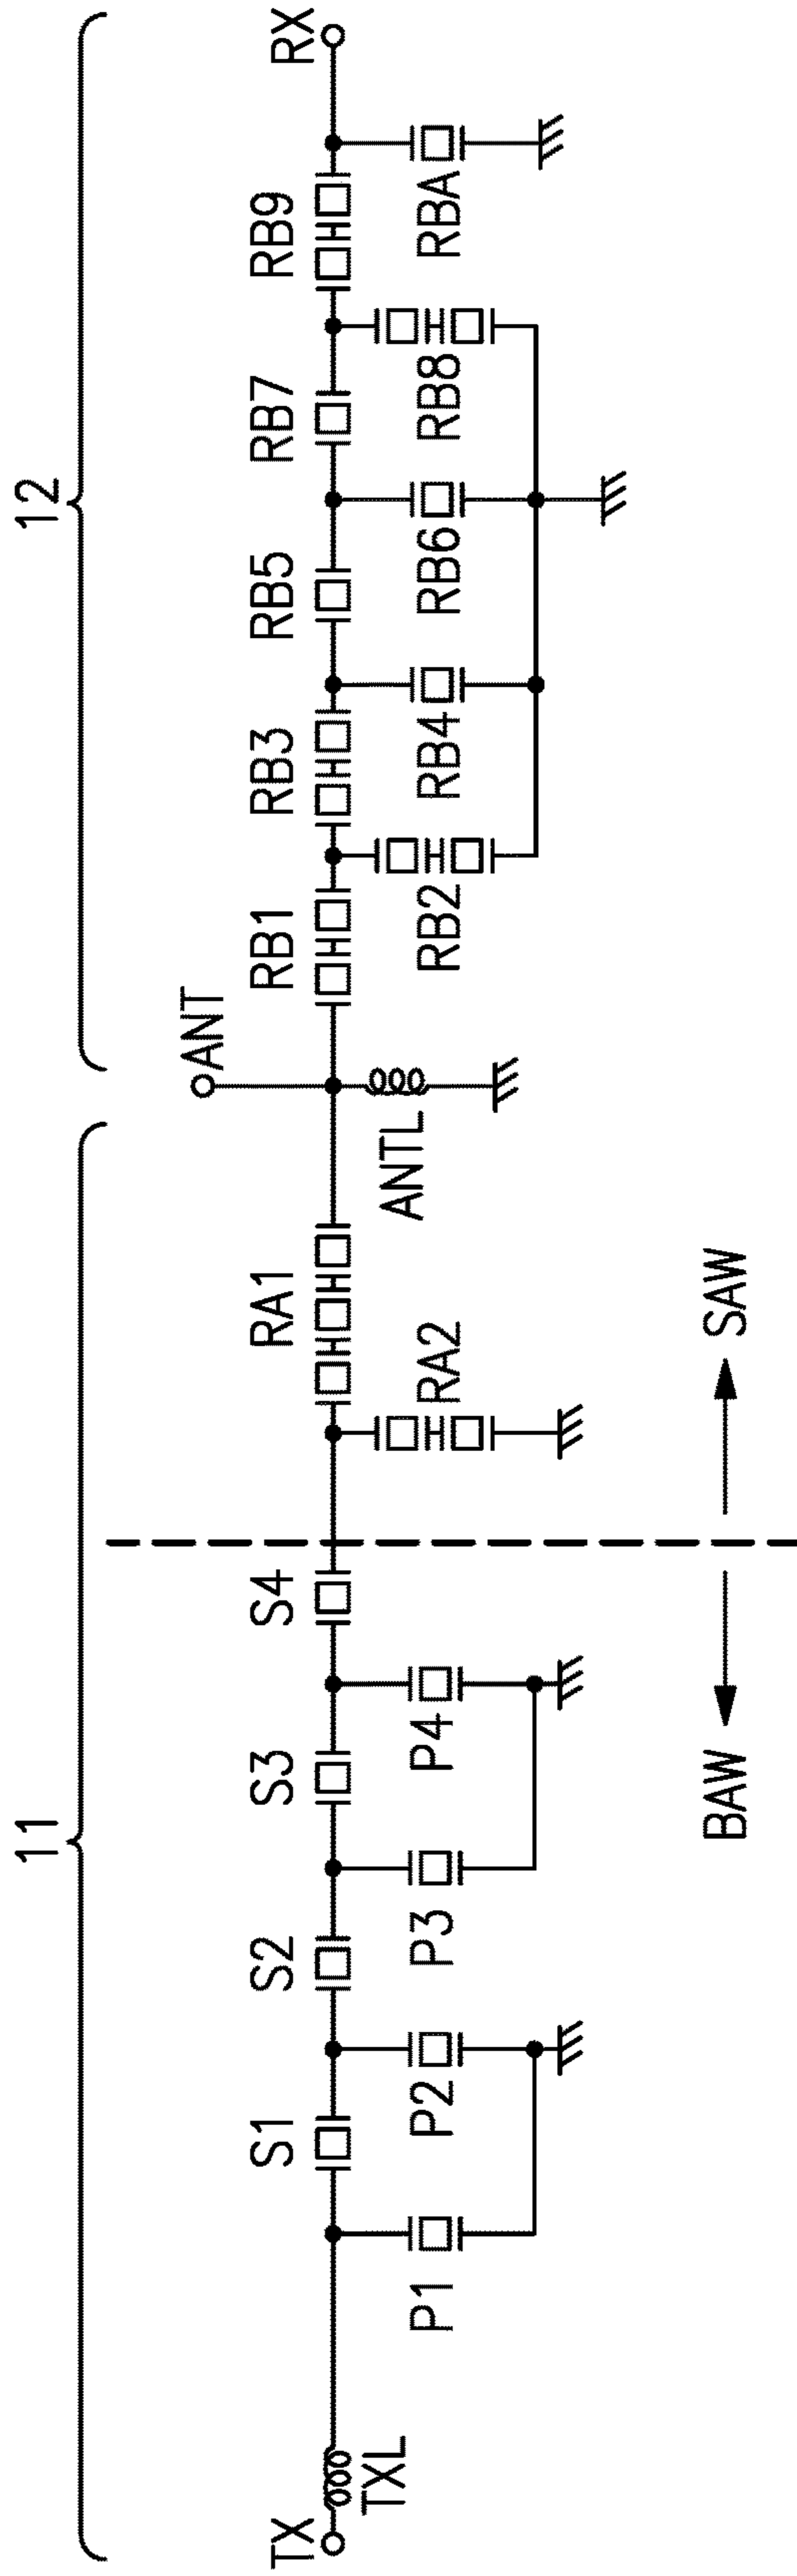 11
12
TX
TXL
P1
S1
P2
S2
P3
S3
P4
S4
RA2
RA1
ANT
ANTL
RB1
RB2
RB3
RB4
RB5
RB6
RB7
RB8
RB9
RBA
RX
BAW
SAW